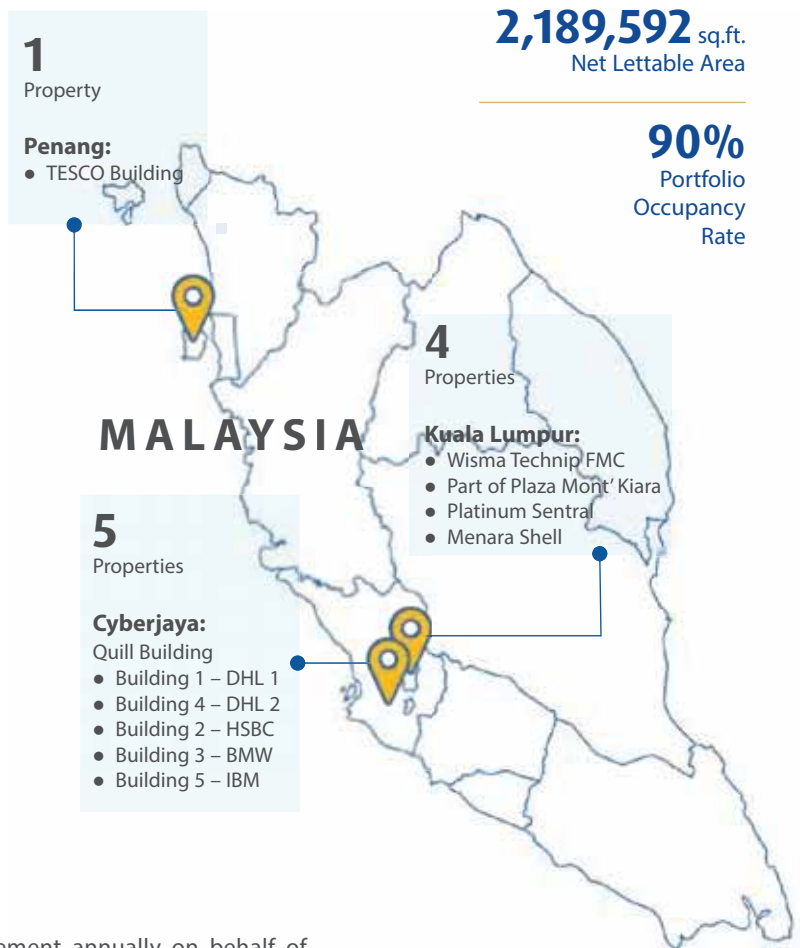 2,189,592 sq.ft.
Net Lettable Area
90%
Portfolio
Occupancy
Rate
1
Property
Penang:
● TESCO Building
MALAYSIA
4
Properties
Kuala Lumpur:
● Wisma Technip FMC
● Part of Plaza Mont’ Kiara
● Platinum Sentral
● Menara Shell
5
Properties
Cyberjaya:
Quill Building
● Building 1 – DHL 1
● Building 4 – DHL 2
● Building 2 – HSBC
● Building 3 – BMW
● Building 5 – IBM
annually on behalf of